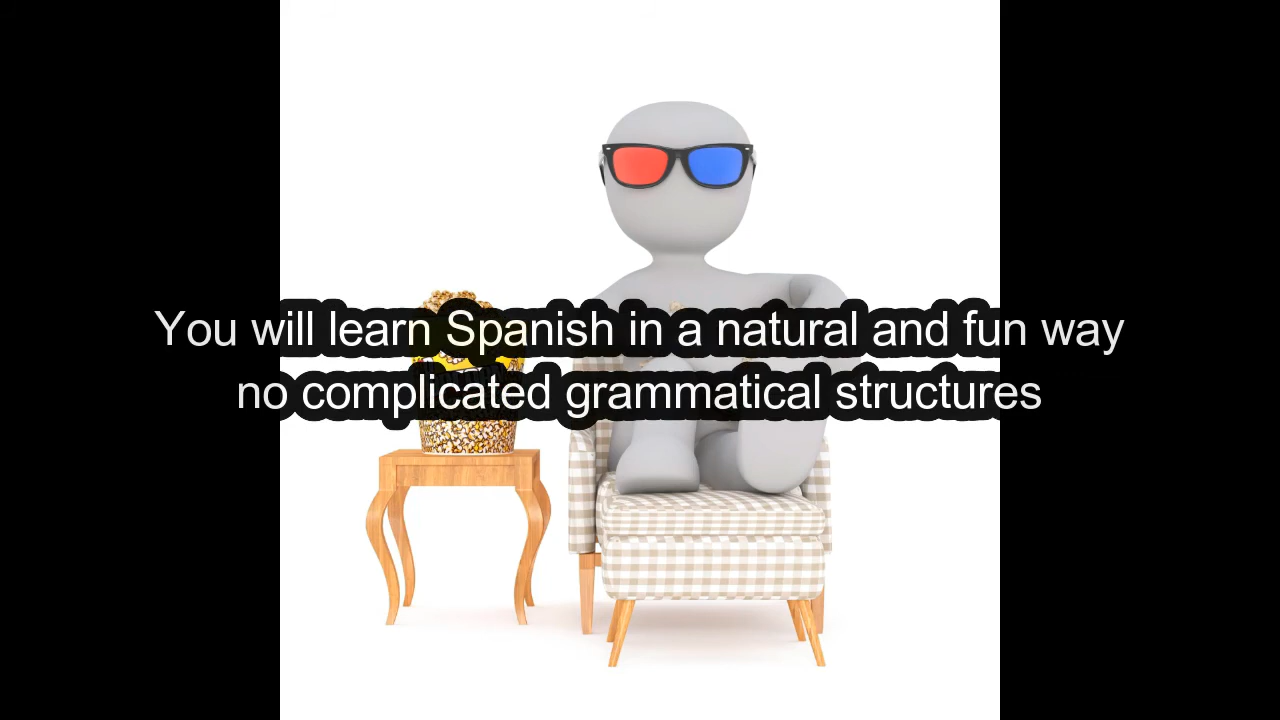 You will learn Spanish in a natural and fun way
no complicated grammatical structures